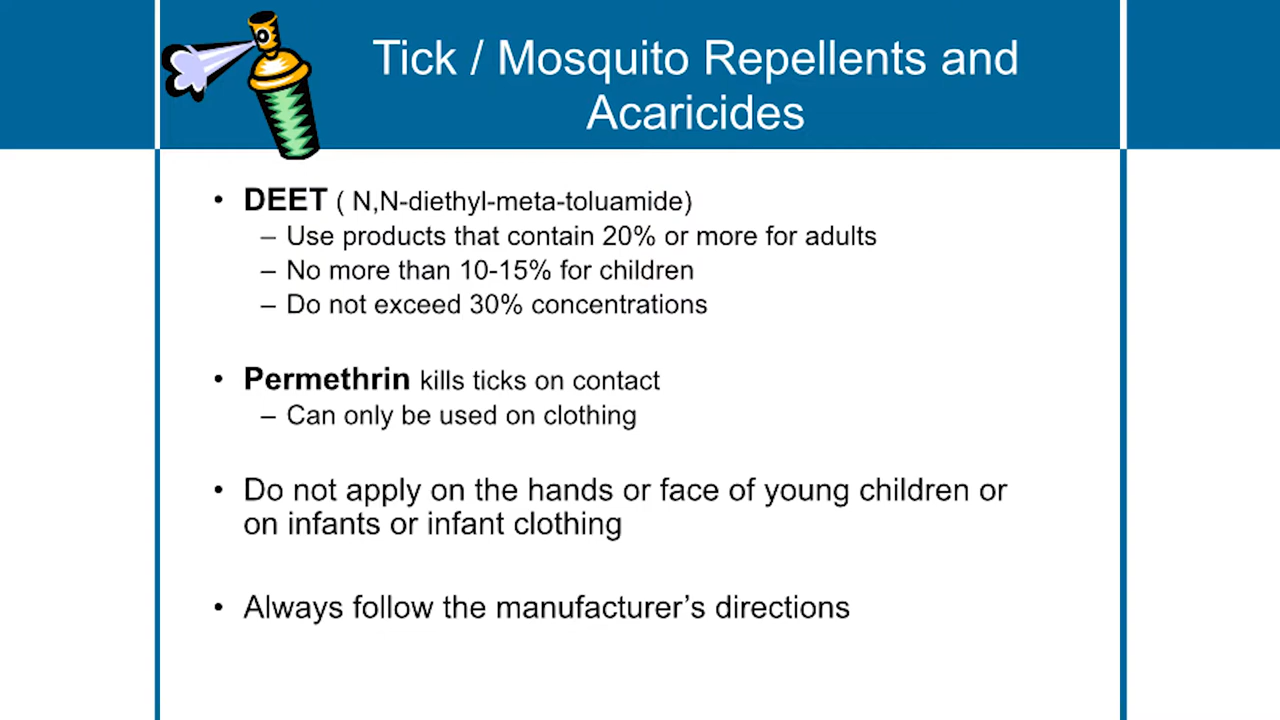 Tick / Mosquito Repellents and
Acaricides
• DEET ( N,N-diethyl-meta-toluamide)
– Use products that contain 20% or more for adults
– No more than 10-15% for children
– Do not exceed 30% concentrations
• Permethrin kills ticks on contact
– Can only be used on clothing
• Do not apply on the hands or face of young children or
on infants or infant clothing
• Always follow the manufacturer’s directions